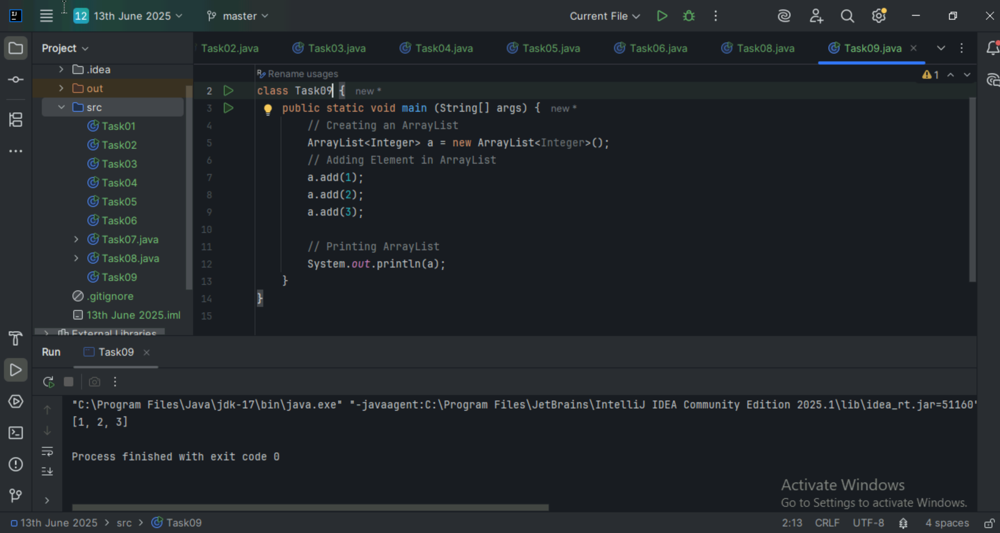 12 13th June 2025 master Current File
Project
Task02.java Task03.java Task04.java Task05.java Task06.java Task08.java Task09.java
.idea
out
src
Task01
Task02
Task03
Task04
Task05
Task06
Task07.java
Task08.java
Task09
.gitignore
13th June 2025.iml
External Libraries
Rename usages
1
2 class Task09 { new *
3 public static void main (String[] args) { new *
4 // Creating an ArrayList
5 ArrayList<Integer> a = new ArrayList<Integer>();
6 // Adding Element in ArrayList
7 a.add(1);
8 a.add(2);
9 a.add(3);
10
11 // Printing ArrayList
12 System.out.println(a);
13 }
14 }
15
Run Task09
"C:\Program Files\Java\jdk-17\bin\java.exe" "-javaagent:C:\Program Files\JetBrains\IntelliJ IDEA Community Edition 2025.1\lib\idea_rt.jar=51160"
[1, 2, 3]
Process finished with exit code 0
Activate Windows
Go to Settings to activate Windows.
13th June 2025 > src > Task09 2:13 CRLF UTF-8 4 spaces